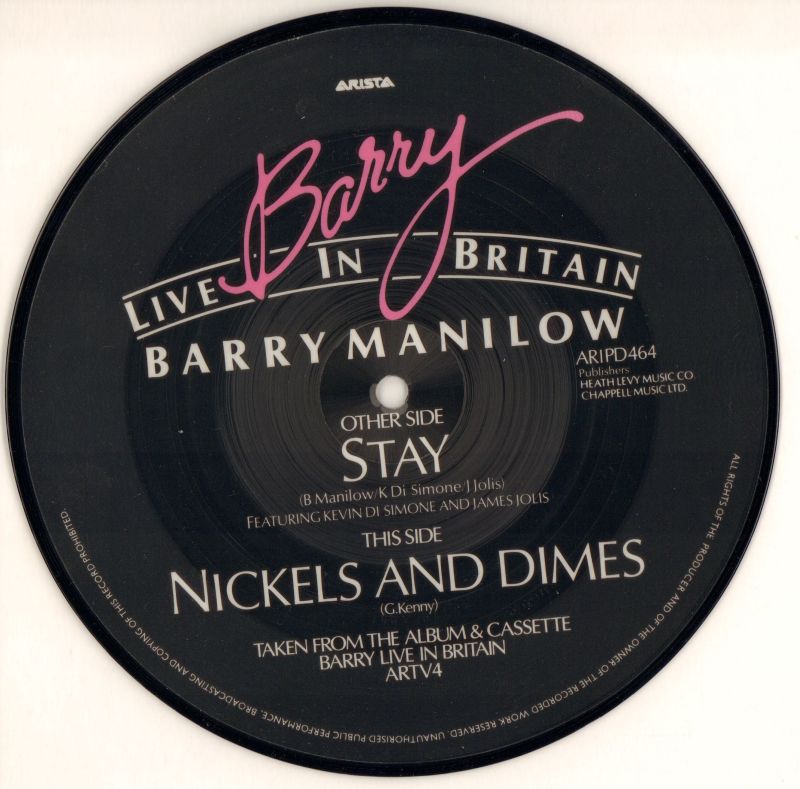 ARISTA
Barry
LIVE IN BRITAIN
BARRY MANILOW
ARIPD464
Publishers
HEATH LEVY MUSIC CO
CHAPPELL MUSIC LTD.
OTHER SIDE
STAY
(B Manilow/K Di Simone/J Jolis)
FEATURING KEVIN DI SIMONE AND JAMES JOLIS
THIS SIDE
NICKELS AND DIMES
(G.Kenny)
TAKEN FROM THE ALBUM & CASSETTE
BARRY LIVE IN BRITAIN
ARTV4
ALL RIGHTS OF THE PRODUCER AND OF THE OWNER OF THE RECORDED WORK RESERVED. UNAUTHORISED PUBLIC PERFORMANCE, BROADCASTING AND COPYING OF THIS RECORD PROHIBITED.